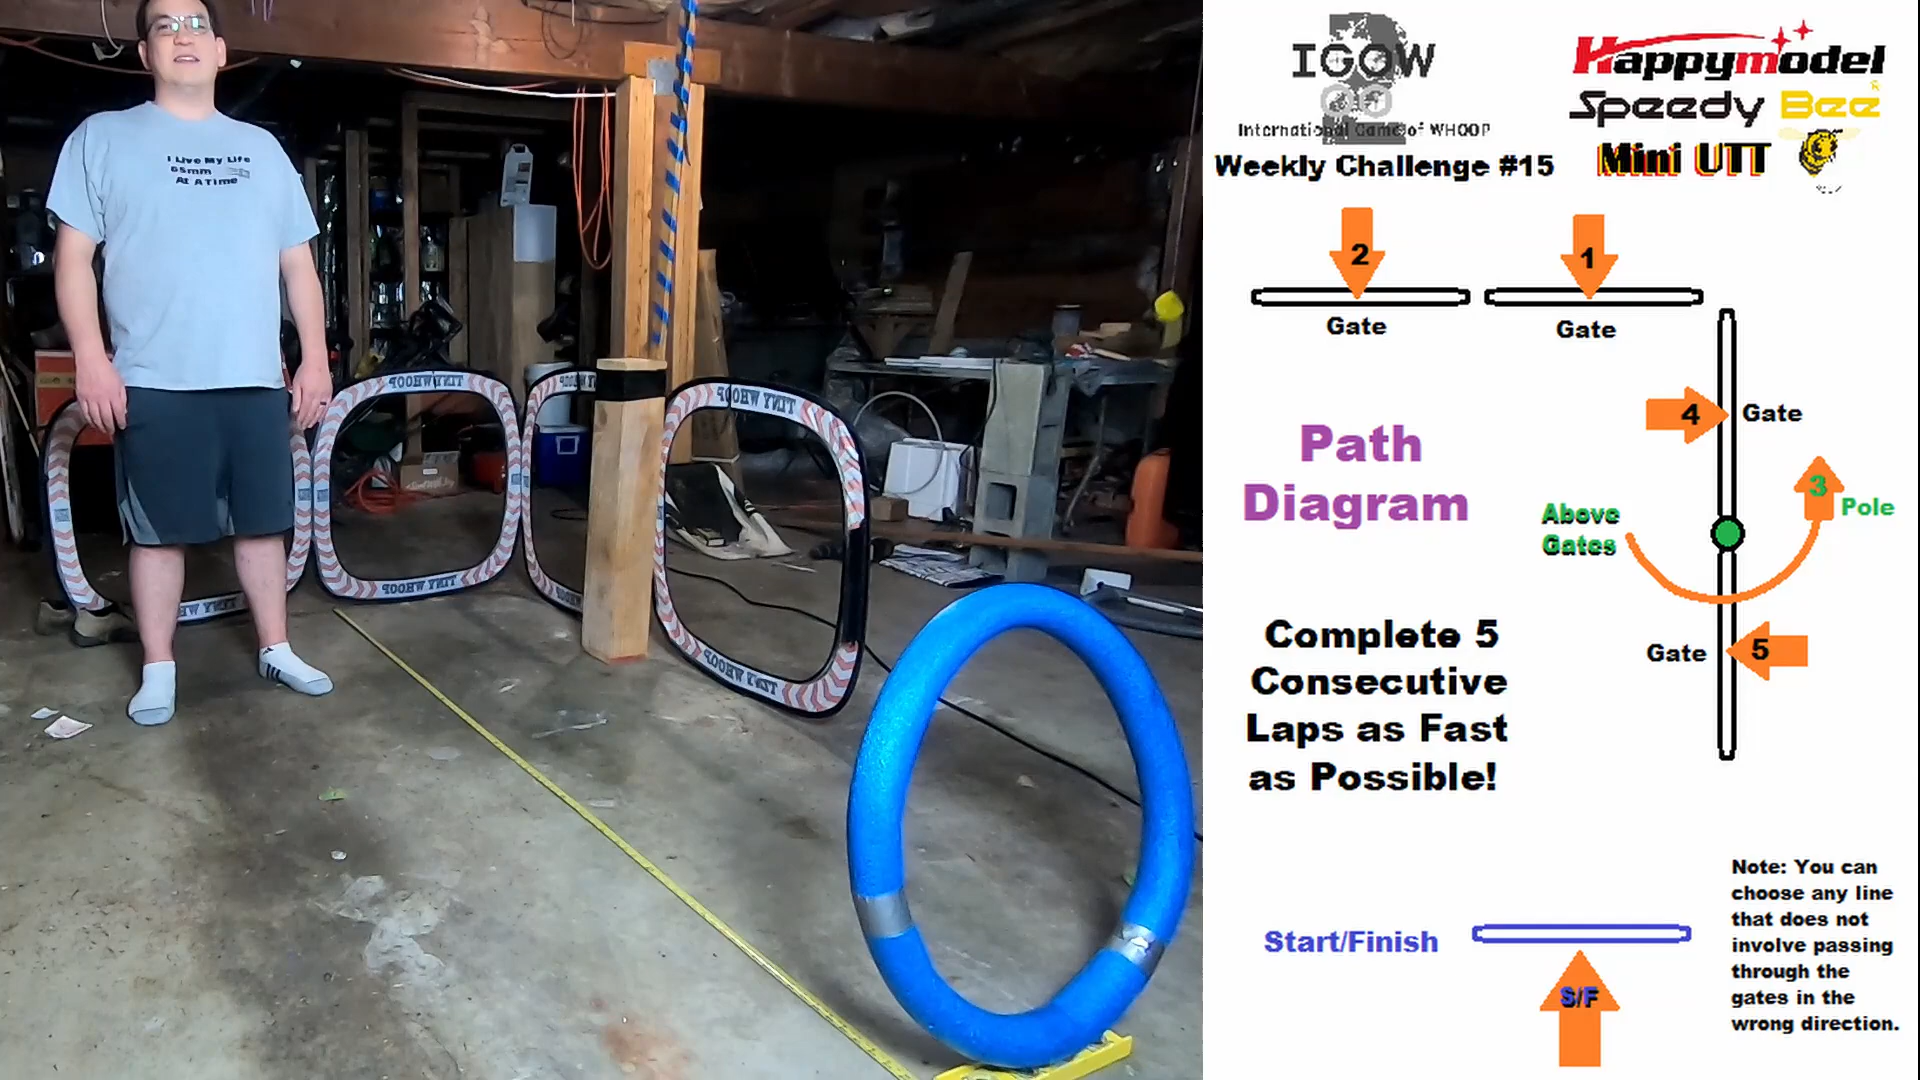 I Live My Life
65mm
At A Time
TINY WHOOP
TINY WHOOP
TINY WHOOP
TINY WHOOP
TINY WHOOP
IGOW
2
International Game of WHOOP
Weekly Challenge #15
Happymodel
Speedy Bee
Mini UTT
2
1
Gate
Gate
4
Gate
Path
Diagram
3
Pole
Above
Gates
Gate
5
Complete 5
Consecutive
Laps as Fast
as Possible!
Start/Finish
S/F
Note: You can
choose any line
that does not
involve passing
through the
gates in the
wrong direction.